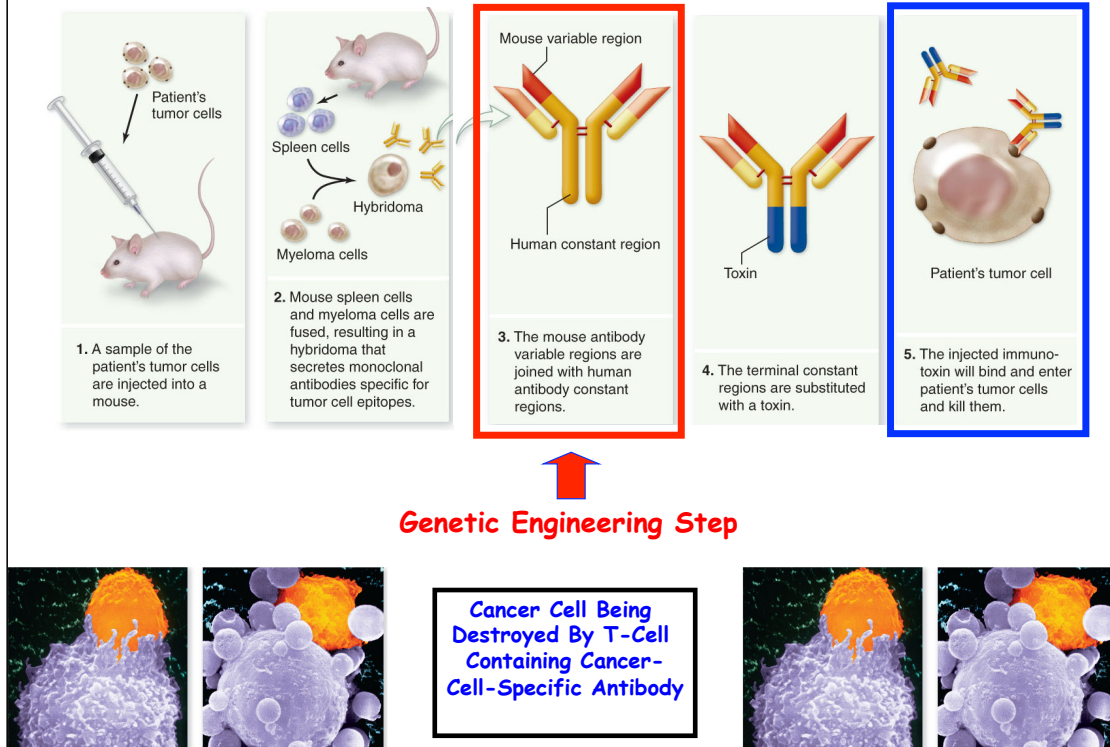 Patient's
tumor cells
1. A sample of the
patient's tumor cells
are injected into a
mouse.
Spleen cells
Hybridoma
Myeloma cells
2. Mouse spleen cells
and myeloma cells are
fused, resulting in a
hybridoma that
secretes monoclonal
antibodies specific for
tumor cell epitopes.
Mouse variable region
Human constant region
3. The mouse antibody
variable regions are
joined with human
antibody constant
regions.
Toxin
4. The terminal constant
regions are substituted
with a toxin.
Patient's tumor cell
5. The injected immuno-
toxin will bind and enter
patient's tumor cells
and kill them.
Genetic Engineering Step
Cancer Cell Being
Destroyed By T-Cell
Containing Cancer-
Cell-Specific Antibody